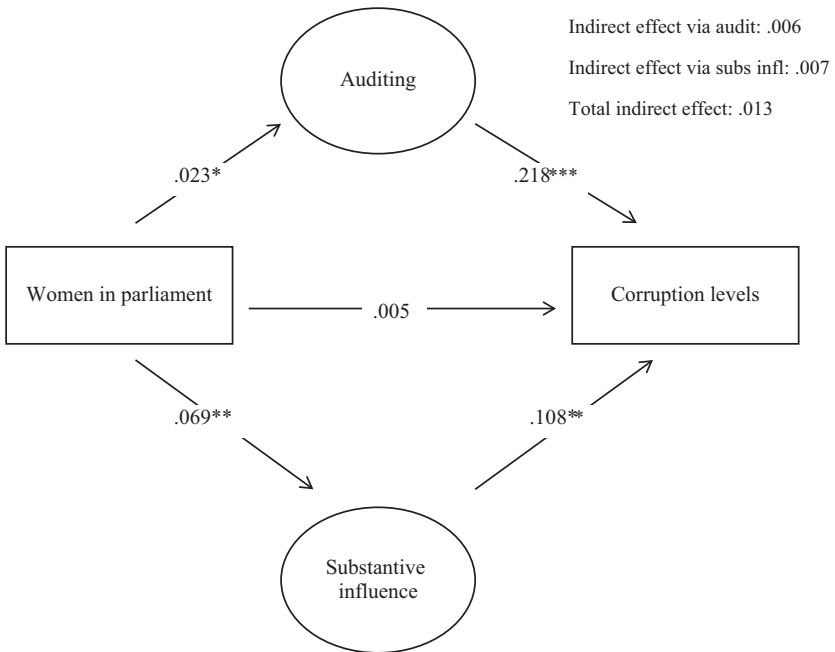 Indirect effect via audit: .006
Auditing
Indirect effect via subs infl: .007
Total indirect effect: .013
.023*
.218***
Women in parliament
Corruption levels
.005
.069**
.108**
Substantive
influence